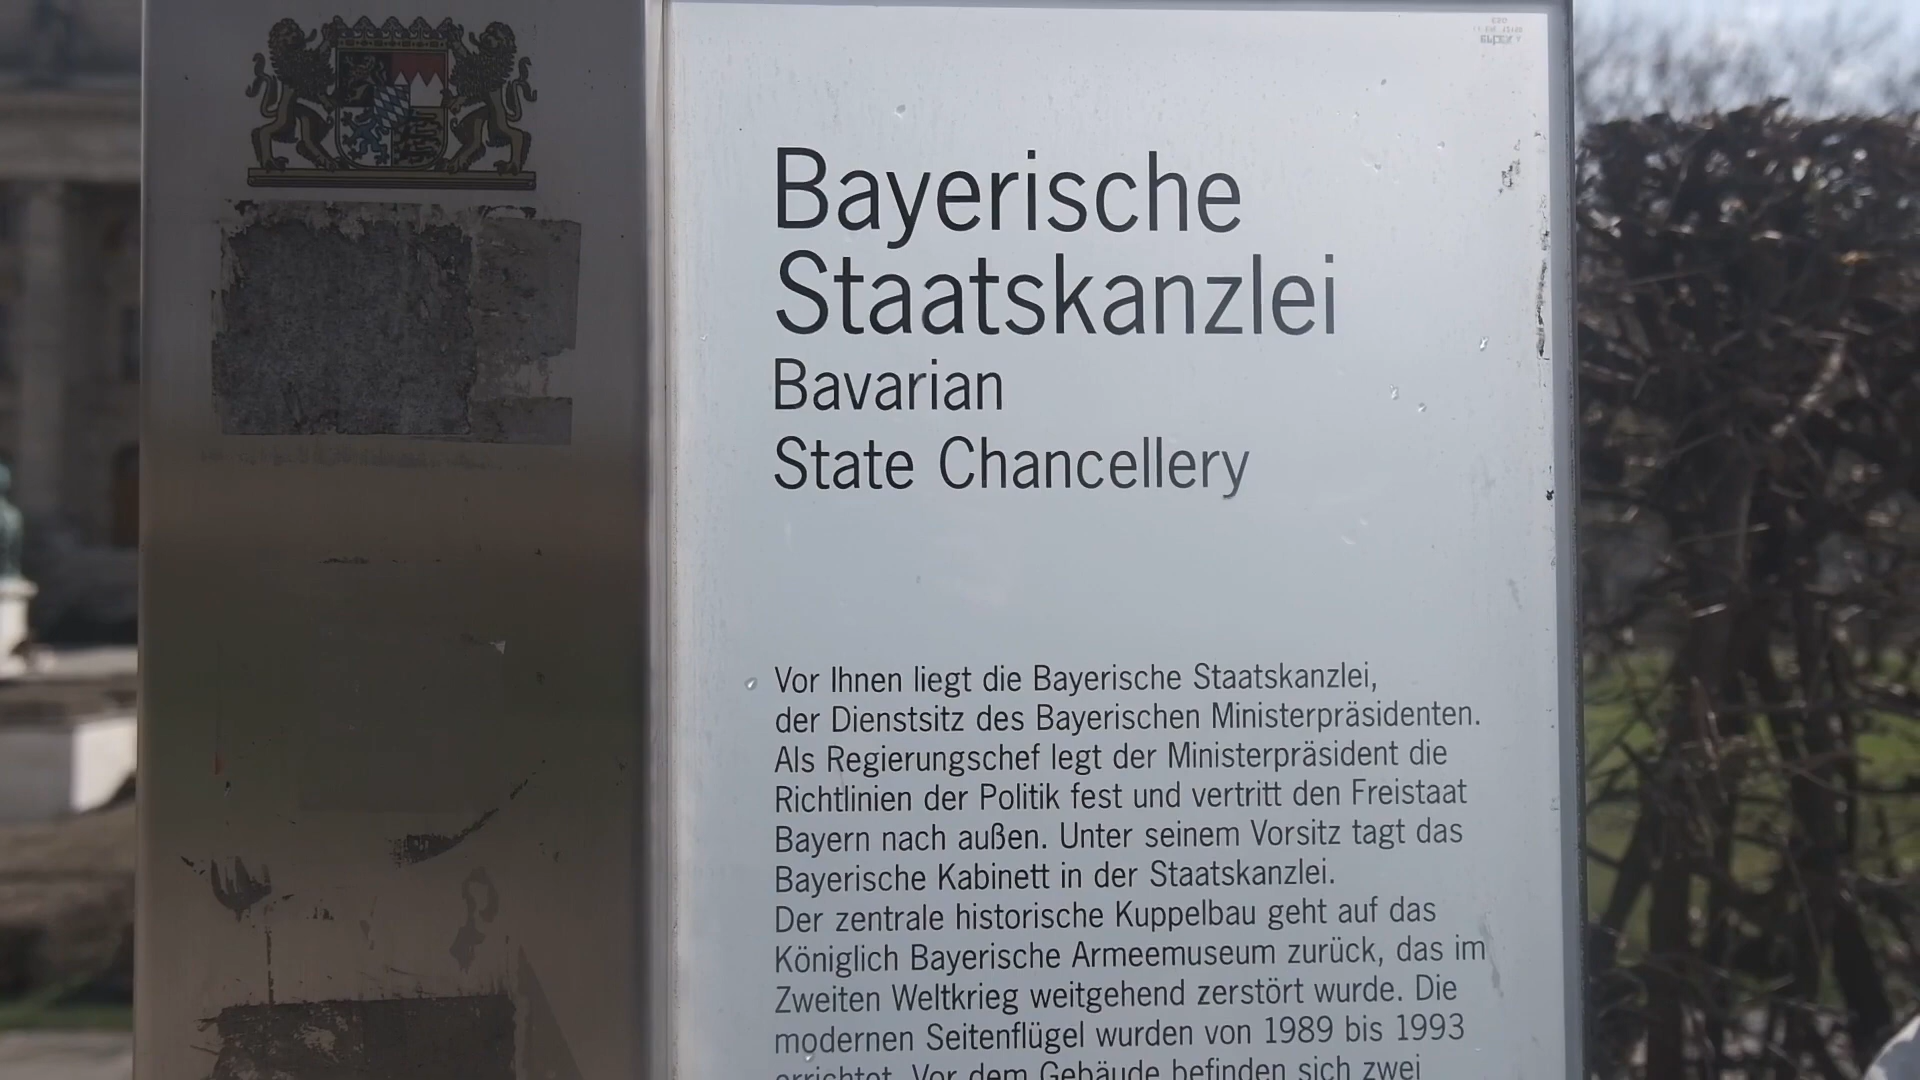 Bayerische
Staatskanzlei
Bavarian
State Chancellery
Vor Ihnen liegt die Bayerische Staatskanzlei,
der Dienstsitz des Bayerischen Ministerpräsidenten.
Als Regierungschef legt der Ministerpräsident die
Richtlinien der Politik fest und vertritt den Freistaat
Bayern nach außen. Unter seinem Vorsitz tagt das
Bayerische Kabinett in der Staatskanzlei.
Der zentrale historische Kuppelbau geht auf das
Königlich Bayerische Armeemuseum zurück, das im
Zweiten Weltkrieg weitgehend zerstört wurde. Die
modernen Seitenflügel wurden von 1989 bis 1993
errichtet. Vor dem Gebäude befinden sich zwei